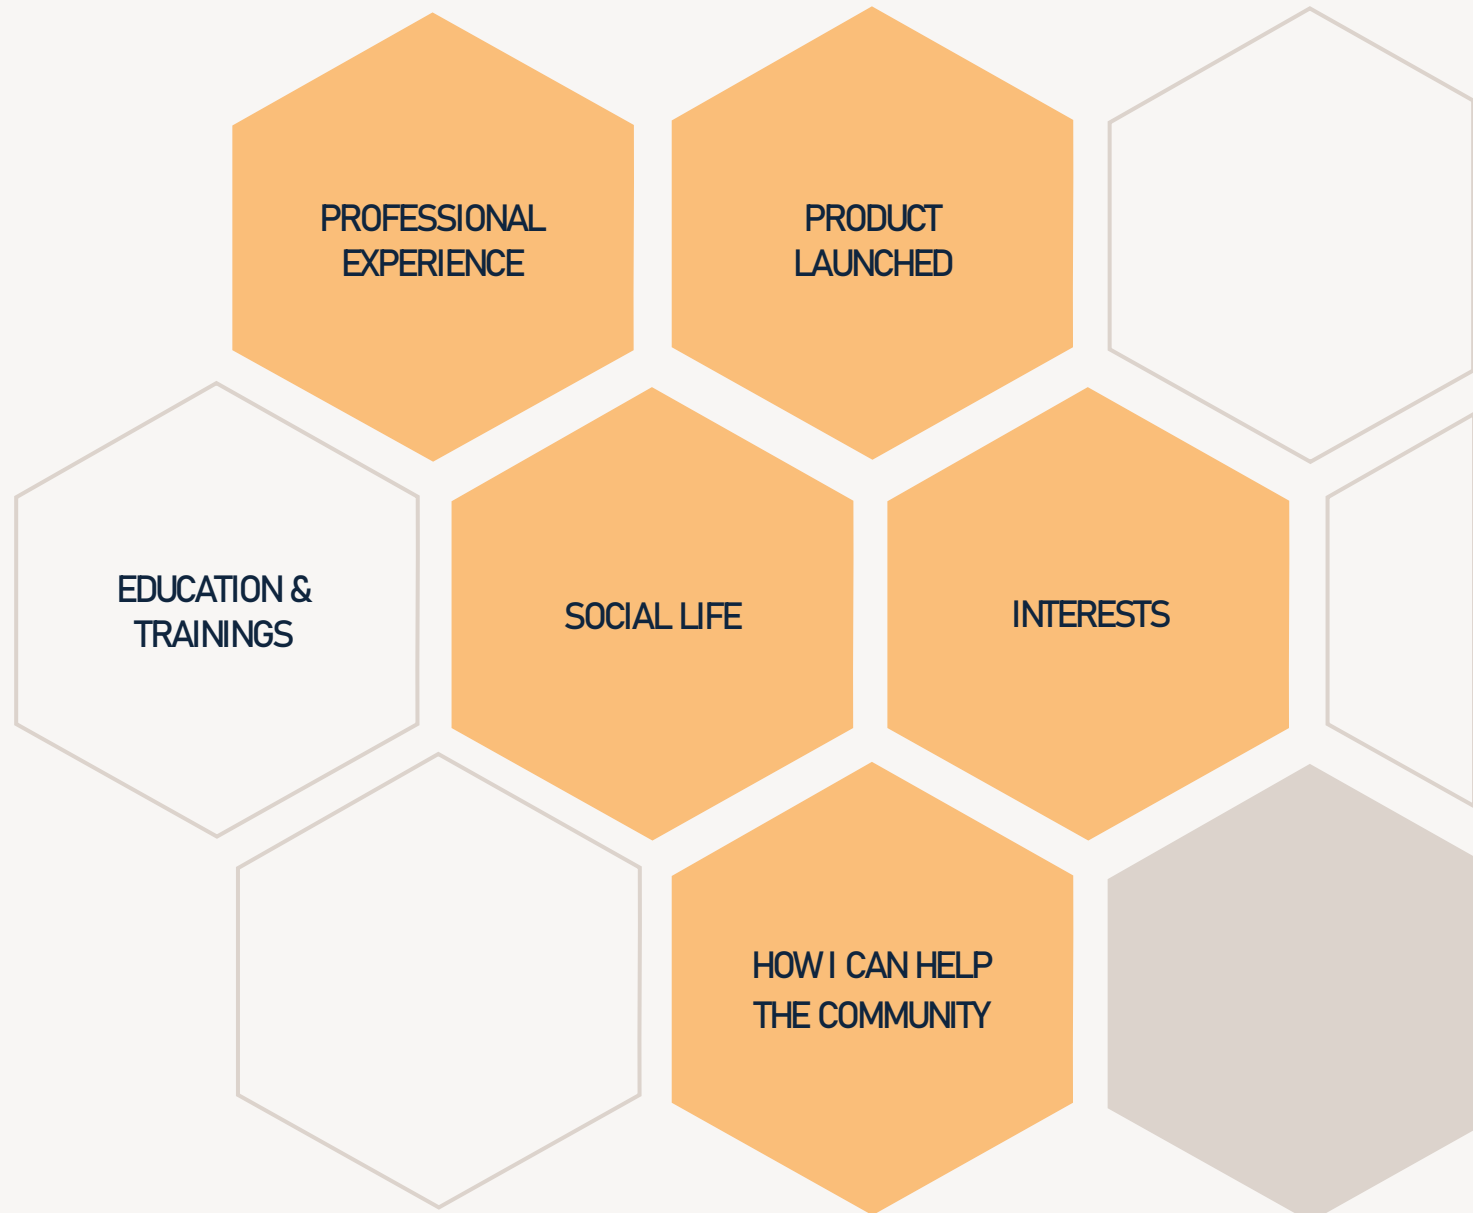 PROFESSIONAL
EXPERIENCE
PRODUCT
LAUNCHED
EDUCATION &
TRAININGS
SOCIAL LIFE
INTERESTS
HOW I CAN HELP
THE COMMUNITY